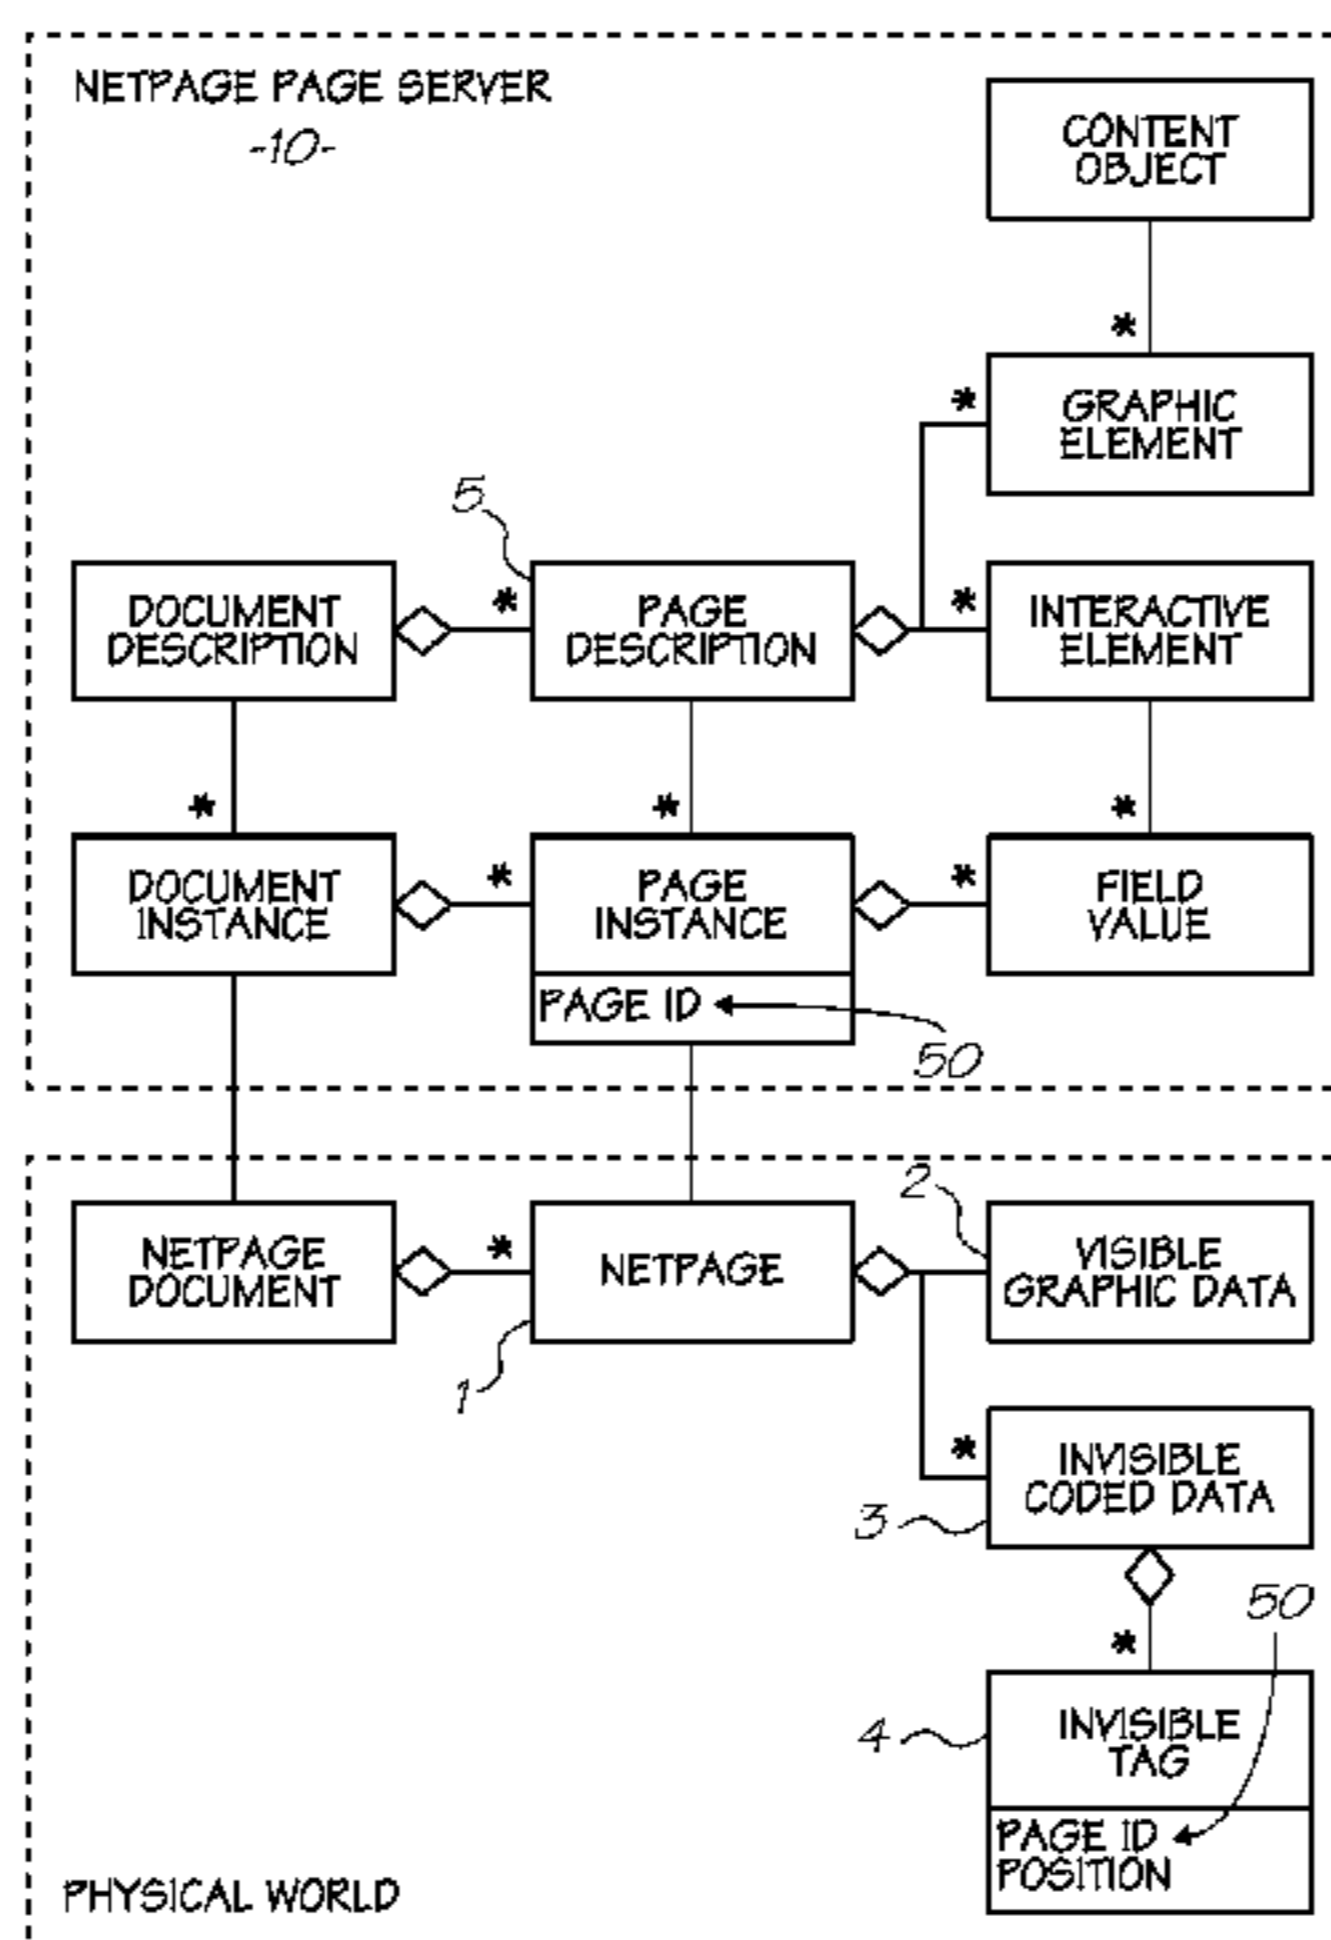 NETPAGE PAGE SERVER
-10-
CONTENT
OBJECT
*
*
GRAPHIC
ELEMENT
5
DOCUMENT
DESCRIPTION
*
PAGE
DESCRIPTION
*
INTERACTIVE
ELEMENT
*
*
*
DOCUMENT
INSTANCE
*
PAGE
INSTANCE
*
FIELD
VALUE
PAGE ID
50
2
NETPAGE
DOCUMENT
*
NETPAGE
VISIBLE
GRAPHIC DATA
1
*
INVISIBLE
CODED DATA
3
50
*
4
INVISIBLE
TAG
PAGE ID
POSITION
PHYSICAL WORLD